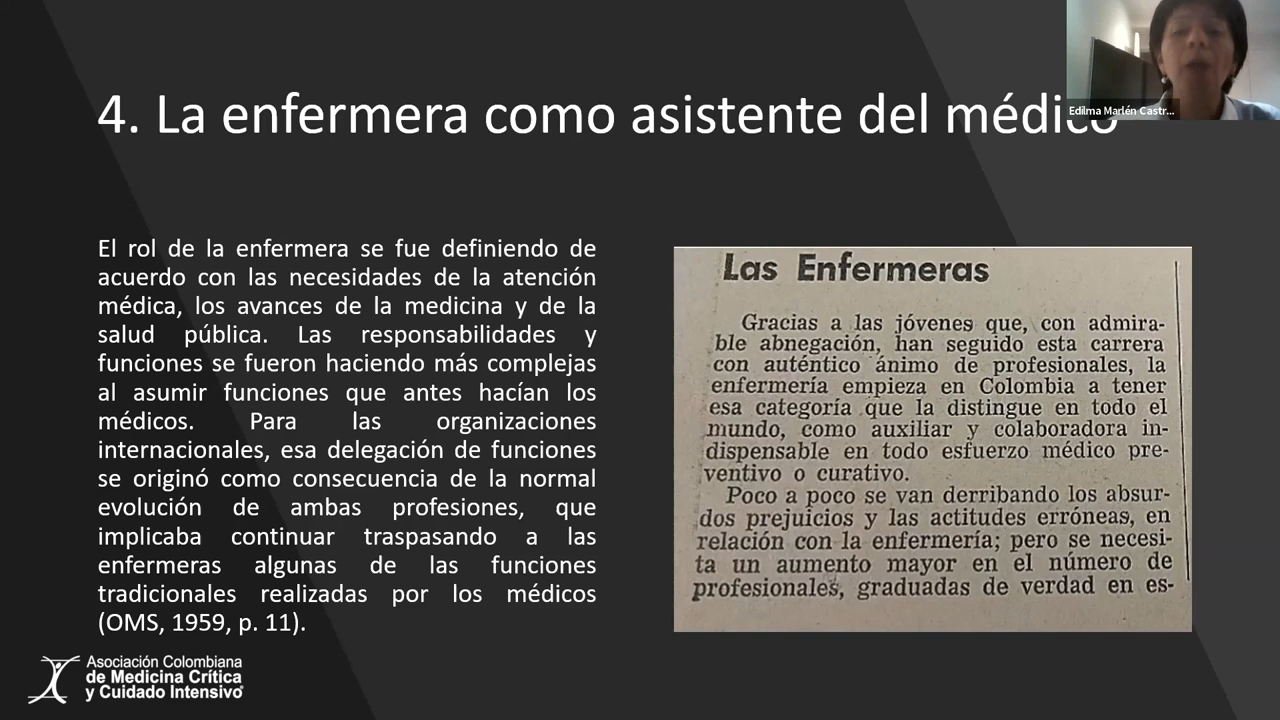 4. La enfermera como asistente del médico
Edilma Marlén Castr...
El rol de la enfermera se fue definiendo de
acuerdo con las necesidades de la atención
médica, los avances de la medicina y de la
salud pública. Las responsabilidades y
funciones se fueron haciendo más complejas
al asumir funciones que antes hacían los
médicos. Para las organizaciones
internacionales, esa delegación de funciones
se originó como consecuencia de la normal
evolución de ambas profesiones, que
implicaba continuar traspasando a las
enfermeras algunas de las funciones
tradicionales realizadas por los médicos
(OMS, 1959, p. 11).
Las Enfermeras
Gracias a las jóvenes que, con admira-
ble abnegación, han seguido esta carrera
con auténtico ánimo de profesionales, la
enfermería empieza en Colombia a tener
esa categoría que la distingue en todo el
mundo, como auxiliar y colaboradora in-
dispensable en todo esfuerzo médico pre-
ventivo o curativo.
Poco a poco se van derribando los absur-
dos prejuicios y las actitudes erróneas, en
relación con la enfermería; pero se necesi-
ta un aumento mayor en el número de
profesionales, graduadas de verdad en es-
Asociación Colombiana
de Medicina Crítica
y Cuidado Intensivo